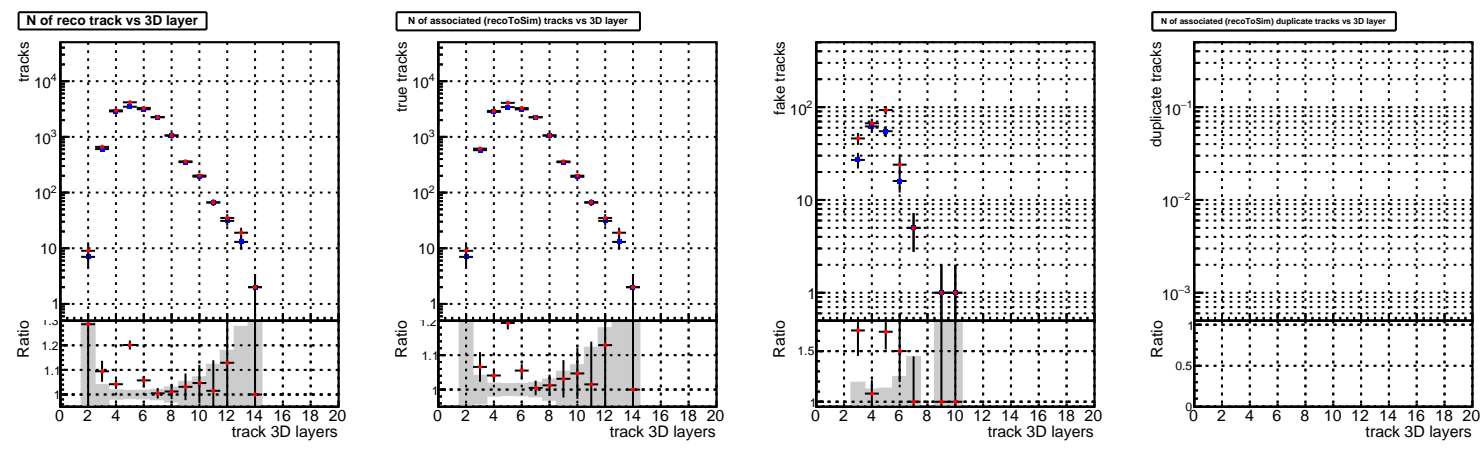 N of reco track vs 3D layer
tracks
10⁴
10³
10²
10
1
Ratio
1.3
1.2
1.1
1
0 2 4 6 8 10 12 14 16 18 20
track 3D layers
N of associated (recoToSim) tracks vs 3D layer
true tracks
10⁴
10³
10²
10
1
Ratio
1.2
1.1
1
0 2 4 6 8 10 12 14 16 18 20
track 3D layers
fake tracks
10²
10
1
Ratio
1.5
1
0 2 4 6 8 10 12 14 16 18 20
track 3D layers
N of associated (recoToSim) duplicate tracks vs 3D layer
duplicate tracks
10⁻¹
10⁻²
10⁻³
Ratio
1
0.5
0
0 2 4 6 8 10 12 14 16 18 20
track 3D layers